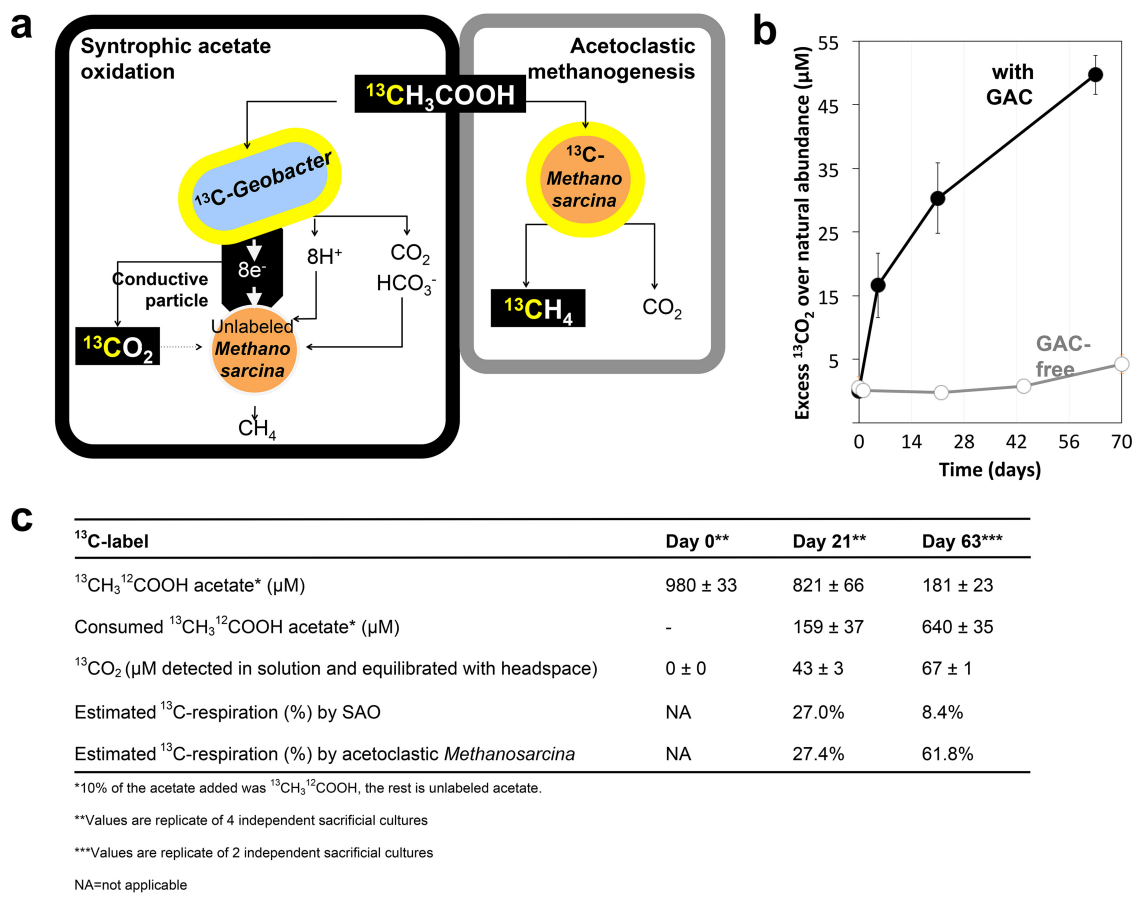 a
Syntrophic acetate
oxidation
Acetoclastic
methanogenesis
¹³CH₃COOH
¹³C-Geobacter
¹³C-
Methano
sarcina
8e⁻
8H⁺
CO₂
HCO₃⁻
Conductive
particle
¹³CO₂
Unlabeled
Methano
sarcina
CH₄
¹³CH₄
CO₂
b
Excess ¹³CO₂ over natural abundance (µM)
55
45
35
25
15
5
with
GAC
GAC-
free
0 14 28 42 56 70
Time (days)
c
¹³C-label Day 0** Day 21** Day 63***
¹³CH₃¹²COOH acetate* (µM) 980 ± 33 821 ± 66 181 ± 23
Consumed ¹³CH₃¹²COOH acetate* (µM) - 159 ± 37 640 ± 35
¹³CO₂ (µM detected in solution and equilibrated with headspace) 0 ± 0 43 ± 3 67 ± 1
Estimated ¹³C-respiration (%) by SAO NA 27.0% 8.4%
Estimated ¹³C-respiration (%) by acetoclastic Methanosarcina NA 27.4% 61.8%
*10% of the acetate added was ¹³CH₃¹²COOH, the rest is unlabeled acetate.
**Values are replicate of 4 independent sacrificial cultures
***Values are replicate of 2 independent sacrificial cultures
NA=not applicable